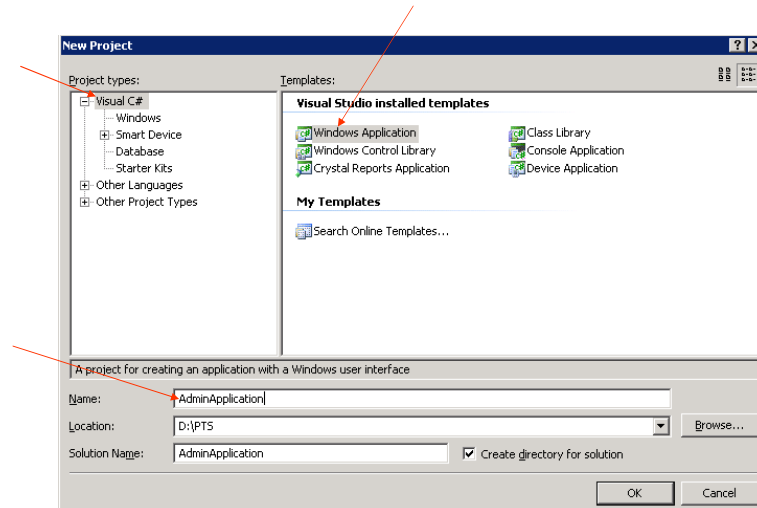 New Project
Project types:
Templates:
Visual C#
Windows
Smart Device
Database
Starter Kits
Other Languages
Other Project Types
Visual Studio installed templates
Windows Application
Class Library
Windows Control Library
Console Application
Crystal Reports Application
Device Application
My Templates
Search Online Templates...
A project for creating an application with a Windows user interface
Name:
AdminApplication
Location:
D:\PTS
Browse...
Solution Name:
AdminApplication
Create directory for solution
OK
Cancel